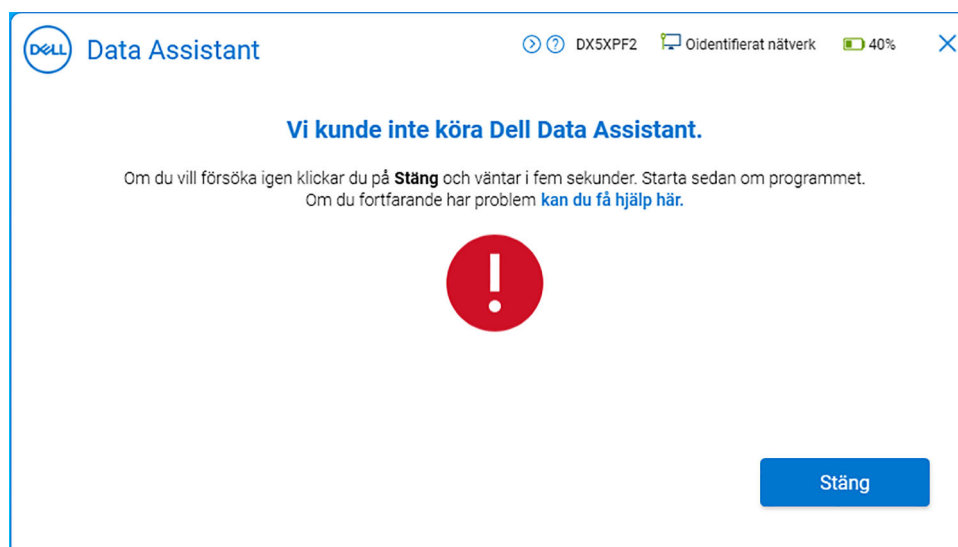 DELL Data Assistant DX5XPF2 Oidentifierat nätverk 40%
Vi kunde inte köra Dell Data Assistant.
Om du vill försöka igen klickar du på Stäng och väntar i fem sekunder. Starta sedan om programmet.
Om du fortfarande har problem kan du få hjälp här.
Stäng